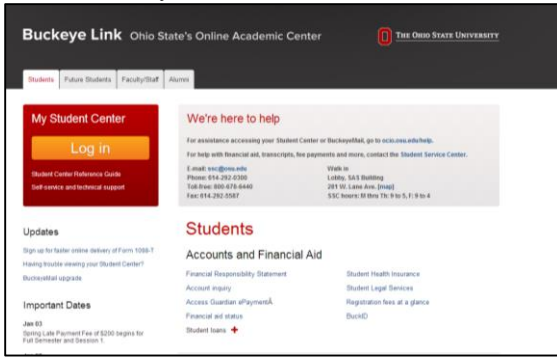 Buckeye Link Ohio State's Online Academic Center
THE OHIO STATE UNIVERSITY
Students Future Students Faculty/Staff Alumni
My Student Center
Log in
Student Center Reference Guide
Self-service and technical support
We're here to help
For assistance accessing your Student Center or BuckeyeMail, go to ocio.osu.edu/help.
For help with financial aid, transcripts, fee payments and more, contact the Student Service Center.
E-mail: ssc@osu.edu
Phone: 614-292-0300
Toll-free: 800-678-6440
Fax: 614-292-5587
Walk in
Lobby, SAS Building
281 W. Lane Ave. [map]
SSC hours: M thru Th: 9 to 5, F: 9 to 4
Updates
Sign up for faster online delivery of Form 1098-T
Having trouble viewing your Student Center?
BuckeyeMail upgrade
Important Dates
Jan 03
Spring Late Payment Fee of $200 begins for
Full Semester and Session 1.
Students
Accounts and Financial Aid
Financial Responsibility Statement
Account inquiry
Access Guardian ePaymentÂ
Financial aid status
Student loans +
Student Health Insurance
Student Legal Services
Registration fees at a glance
BuckID